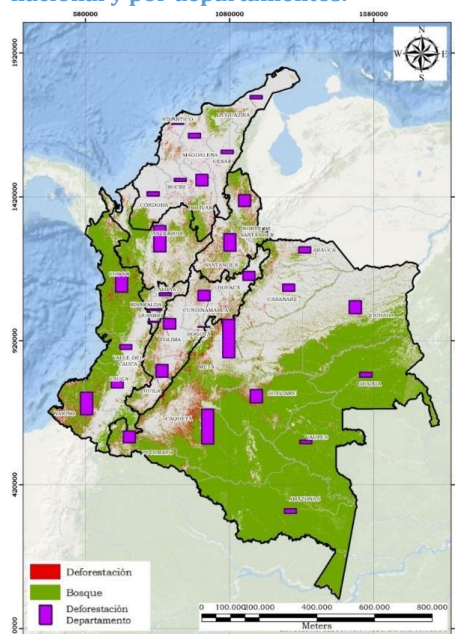 nacional y por departamentos.
580000 1080000 1580000
1920000
N
W E
S
LA GUAJIRA
ATLÁNTICO
MAGDALENA
CESAR
SUCRE
1420000
CÓRDOBA
BOLÍVAR
NORTE DE
SANTANDER
ANTIOQUIA
SANTANDER
ARAUCA
CHOCÓ
BOYACÁ
CALDAS
CASANARE
RISARALDA
CUNDINAMARCA
VICHADA
QUINDÍO
BOGOTÁ
TOLIMA
920000
VALLE DEL
CAUCA
META
GUAINÍA
CAUCA
HUILA
GUAVIARE
NARIÑO
CAQUETÁ
VAUPÉS
PUTUMAYO
420000
AMAZONAS
Deforestación
Bosque
Deforestación
Departamento
0 100.000 200.000 400.000 600.000 800.000
Meters